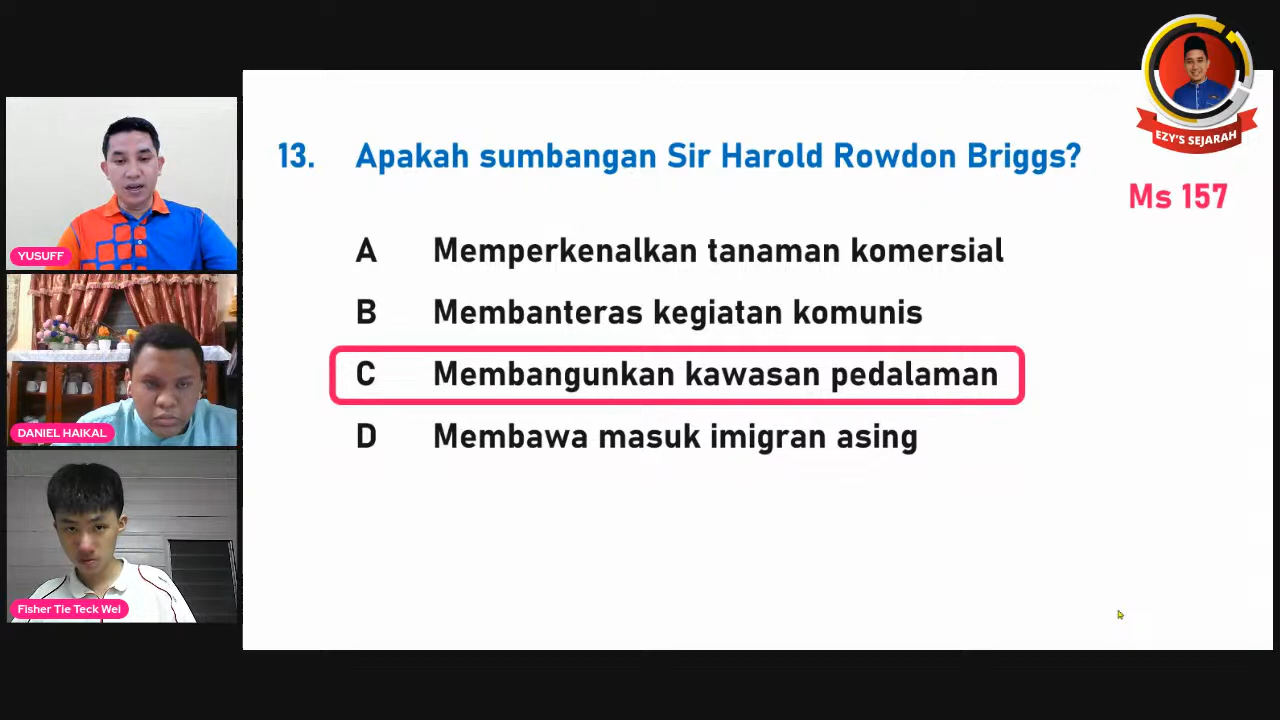 EZY'S SEJARAH
13. Apakah sumbangan Sir Harold Rowdon Briggs?
Ms 157
A Memperkenalkan tanaman komersial
B Membanteras kegiatan komunis
C Membangunkan kawasan pedalaman
D Membawa masuk imigran asing
YUSUFF
DANIEL HAIKAL
Fisher Tie Teck Wei